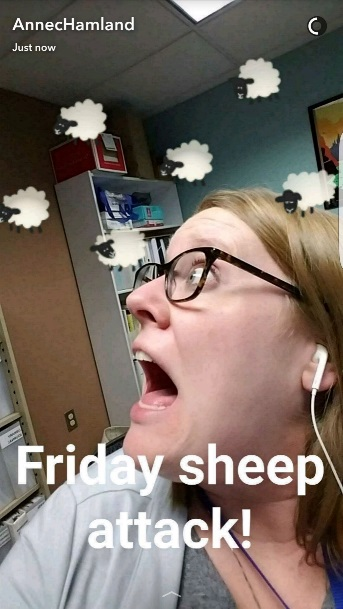 AnnecHamland
Just now
Friday sheep
attack!